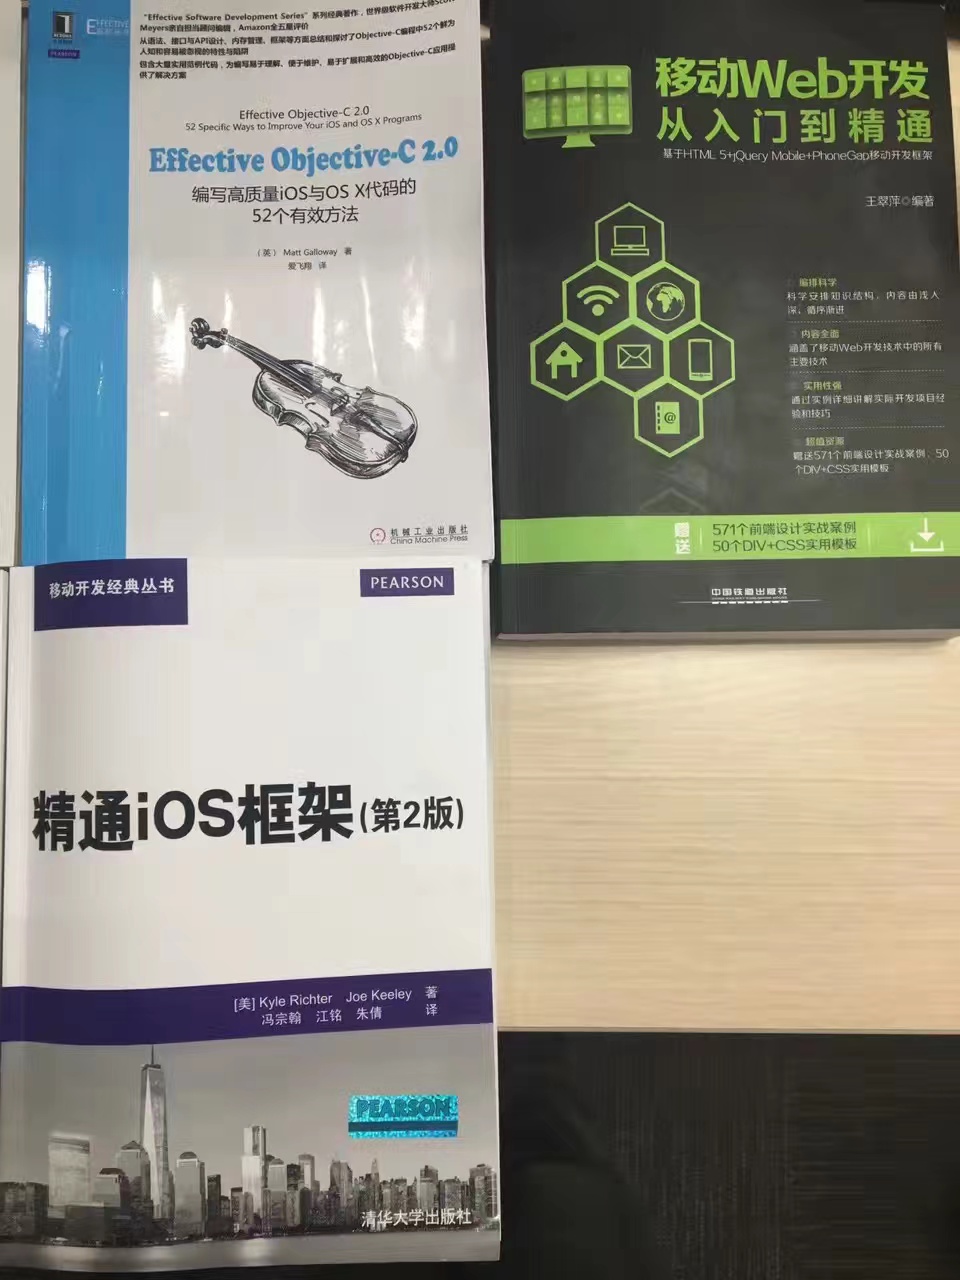 "Effective Software Development Series"系列经典著作，世界级软件开发大师Scott
Meyers亲自担当顾问编辑，Amazon全五星评价
从语法、接口与API设计、内存管理、框架等方面总结和探讨了Objective-C编程中52个鲜为
人知和容易被忽视的特性与陷阱
包含大量实用范例代码，为编写易于理解、便于维护、易于扩展和高效的Objective-C应用提
供了解决方案
PEARSON
EFFECTIVE
Effective Objective-C 2.0
52 Specific Ways to Improve Your iOS and OS X Programs
Effective Objective-C 2.0
编写高质量iOS与OS X代码的
52个有效方法
（英） Matt Galloway 著
爱飞翔 译
机械工业出版社
China Machine Press
移动Web开发
从入门到精通
基于HTML 5+jQuery Mobile+PhoneGap移动开发框架
王翠萍◎编著
编排科学
科学安排知识结构，内容由浅入
深，循序渐进
内容全面
涵盖了移动Web开发技术中的所有
主要技术
实用性强
通过实例详细讲解实际开发项目经
验和技巧
超值资源
赠送571个前端设计实战案例、50
个DIV+CSS实用模板
赠送
571个前端设计实战案例
50个DIV+CSS实用模板
中国铁道出版社
移动开发经典丛书
PEARSON
精通iOS框架(第2版)
[美] Kyle Richter Joe Keeley 著
冯宗翰 江铭 朱倩 译
PEARSON
清华大学出版社